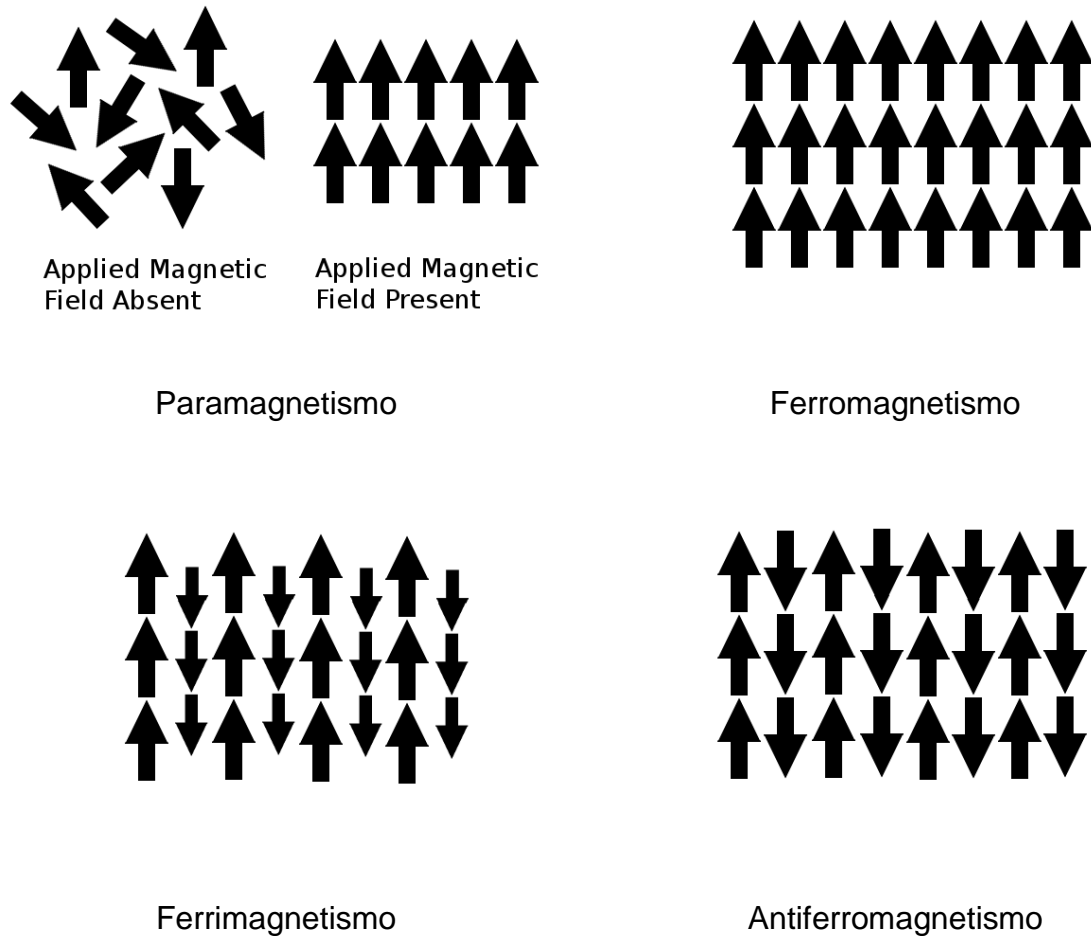 Applied Magnetic
Field Absent
Applied Magnetic
Field Present
Paramagnetismo
Ferromagnetismo
Ferrimagnetismo
Antiferromagnetismo